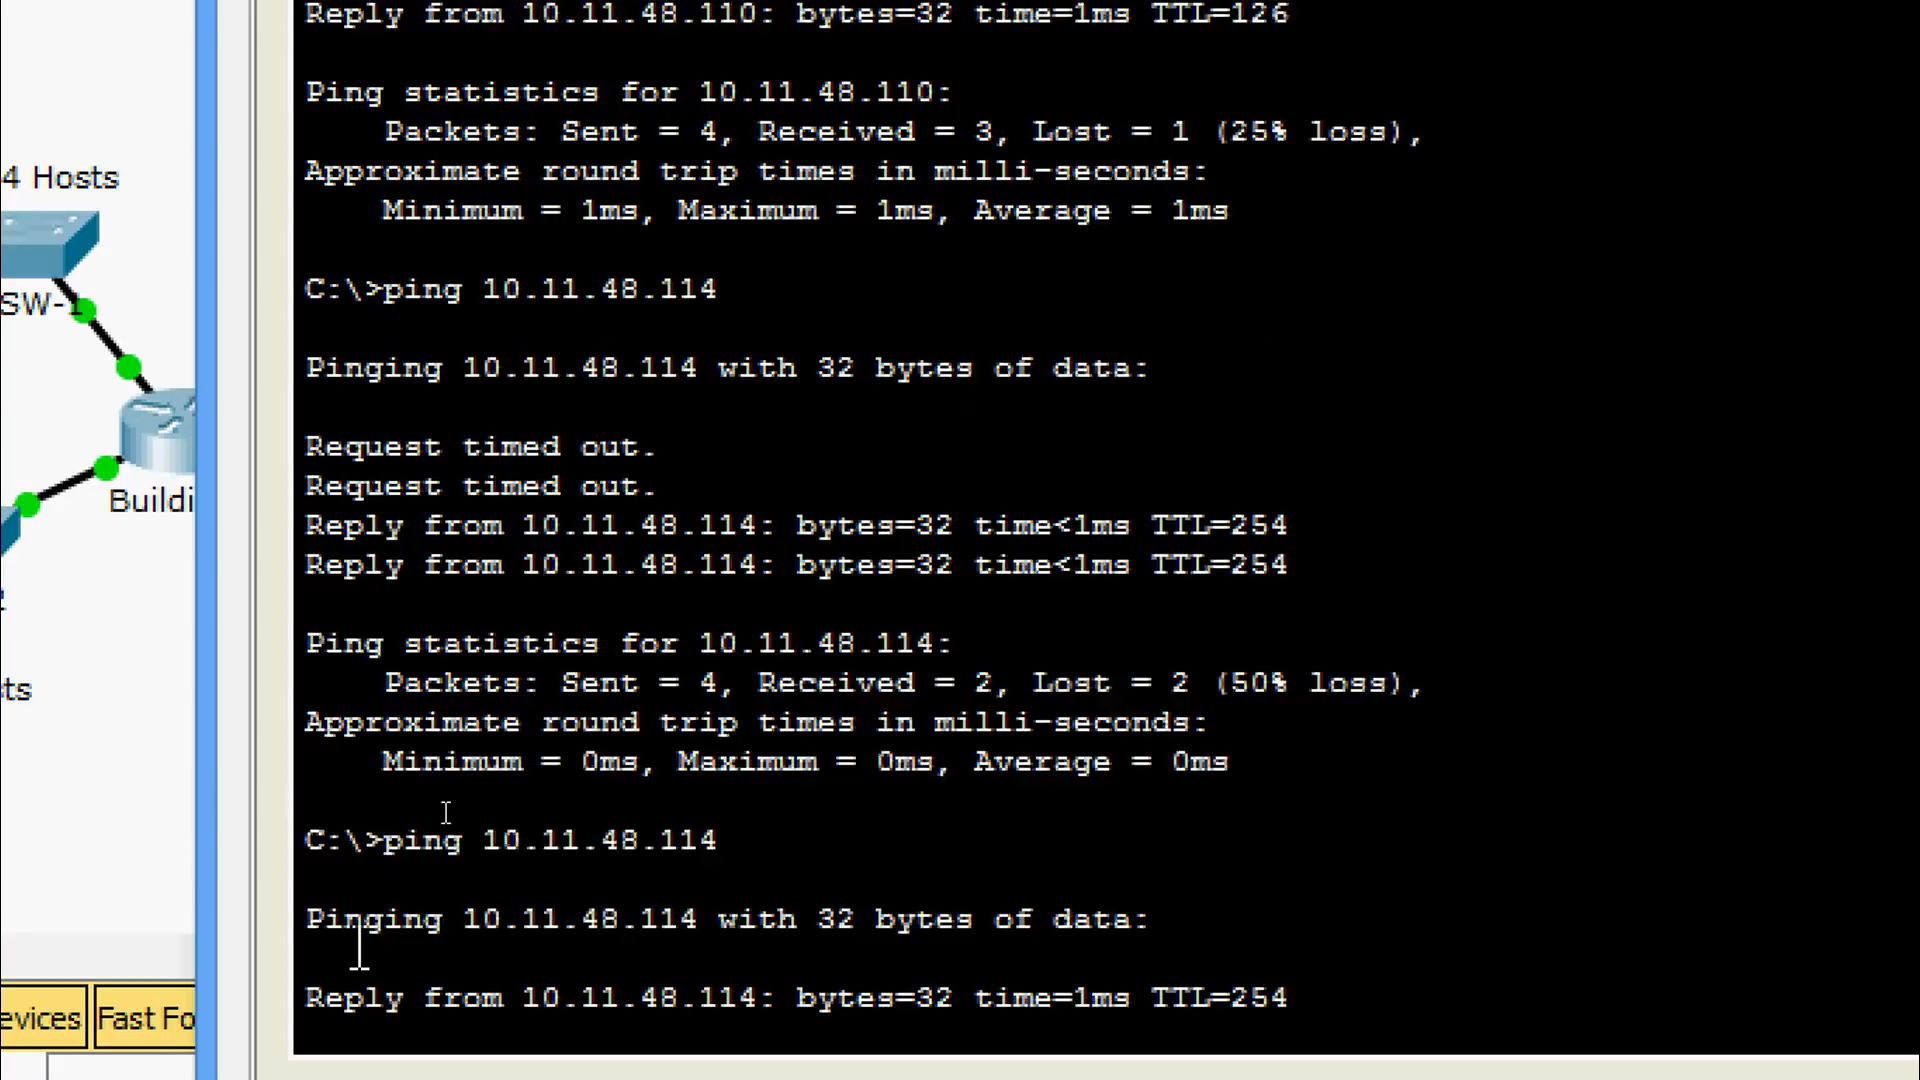 Reply from 10.11.48.110: bytes=32 time=1ms TTL=126
Ping statistics for 10.11.48.110:
Packets: Sent = 4, Received = 3, Lost = 1 (25% loss),
Approximate round trip times in milli-seconds:
Minimum = 1ms, Maximum = 1ms, Average = 1ms
C:\>ping 10.11.48.114
Pinging 10.11.48.114 with 32 bytes of data:
Request timed out.
Request timed out.
Reply from 10.11.48.114: bytes=32 time<1ms TTL=254
Reply from 10.11.48.114: bytes=32 time<1ms TTL=254
Ping statistics for 10.11.48.114:
Packets: Sent = 4, Received = 2, Lost = 2 (50% loss),
Approximate round trip times in milli-seconds:
Minimum = 0ms, Maximum = 0ms, Average = 0ms
C:\>ping 10.11.48.114
Pinging 10.11.48.114 with 32 bytes of data:
Reply from 10.11.48.114: bytes=32 time=1ms TTL=254
4 Hosts
SW-1
Buildi
ts
evices
Fast Fo